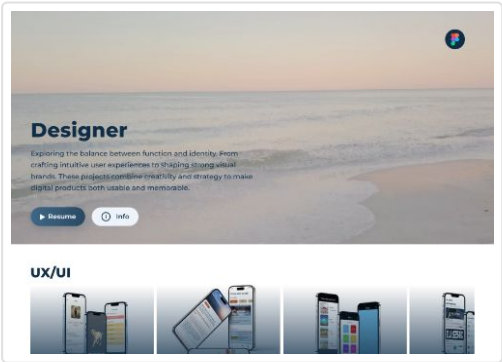 Designer
Exploring the balance between function and identity. From
crafting intuitive user experiences to shaping strong visual
brands. These projects combine creativity and strategy to make
digital products both usable and memorable.
Resume
Info
UX/UI